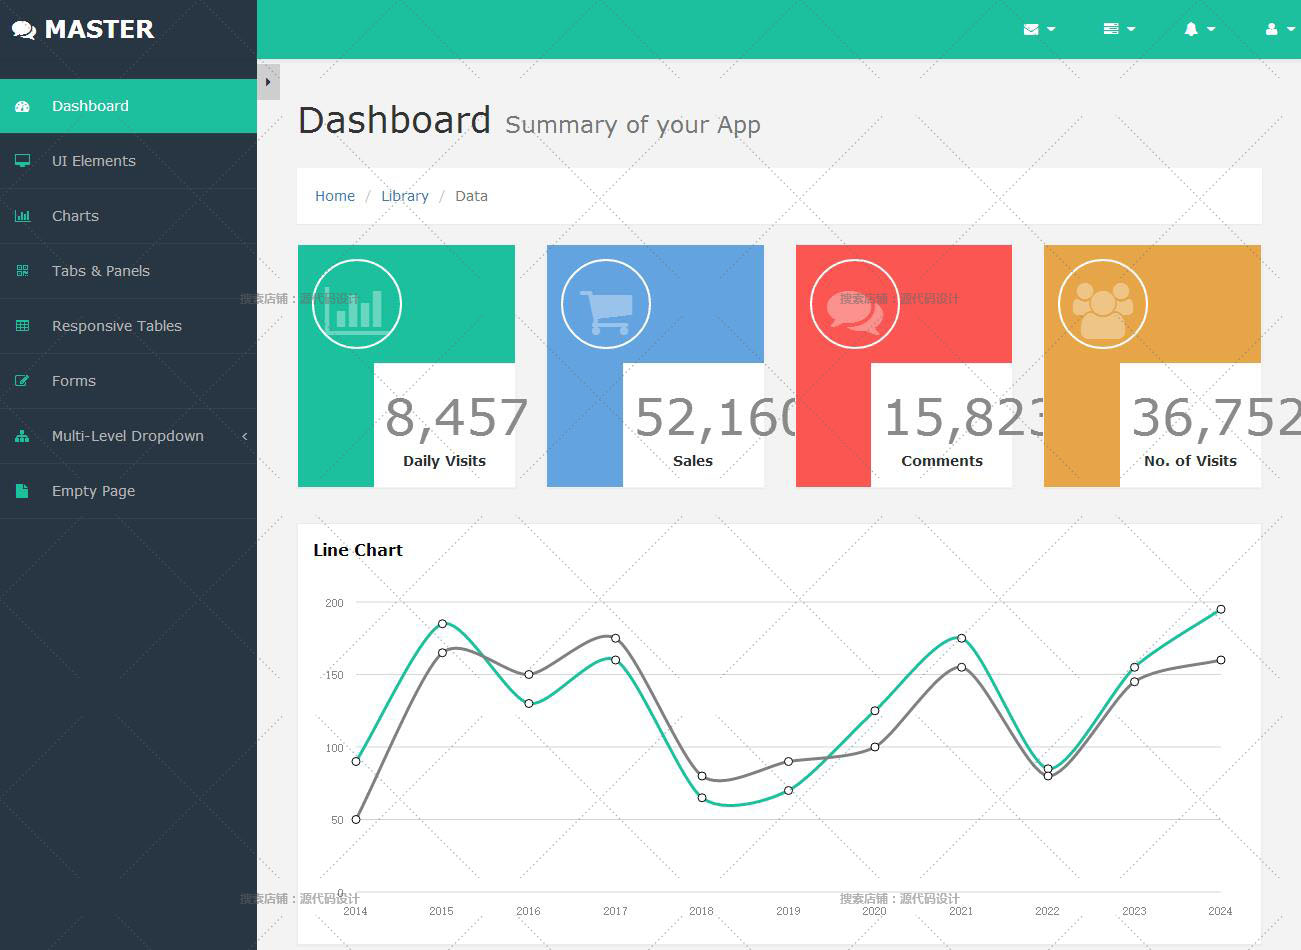 MASTER
Dashboard
UI Elements
Charts
Tabs & Panels
Responsive Tables
Forms
Multi-Level Dropdown
Empty Page
Dashboard Summary of your App
Home / Library / Data
8,457
Daily Visits
52,160
Sales
15,823
Comments
36,752
No. of Visits
搜索店铺：源代码设计
搜索店铺：源代码设计
Line Chart
200
150
100
50
0
2014 2015 2016 2017 2018 2019 2020 2021 2022 2023 2024
搜索店铺：源代码设计
搜索店铺：源代码设计